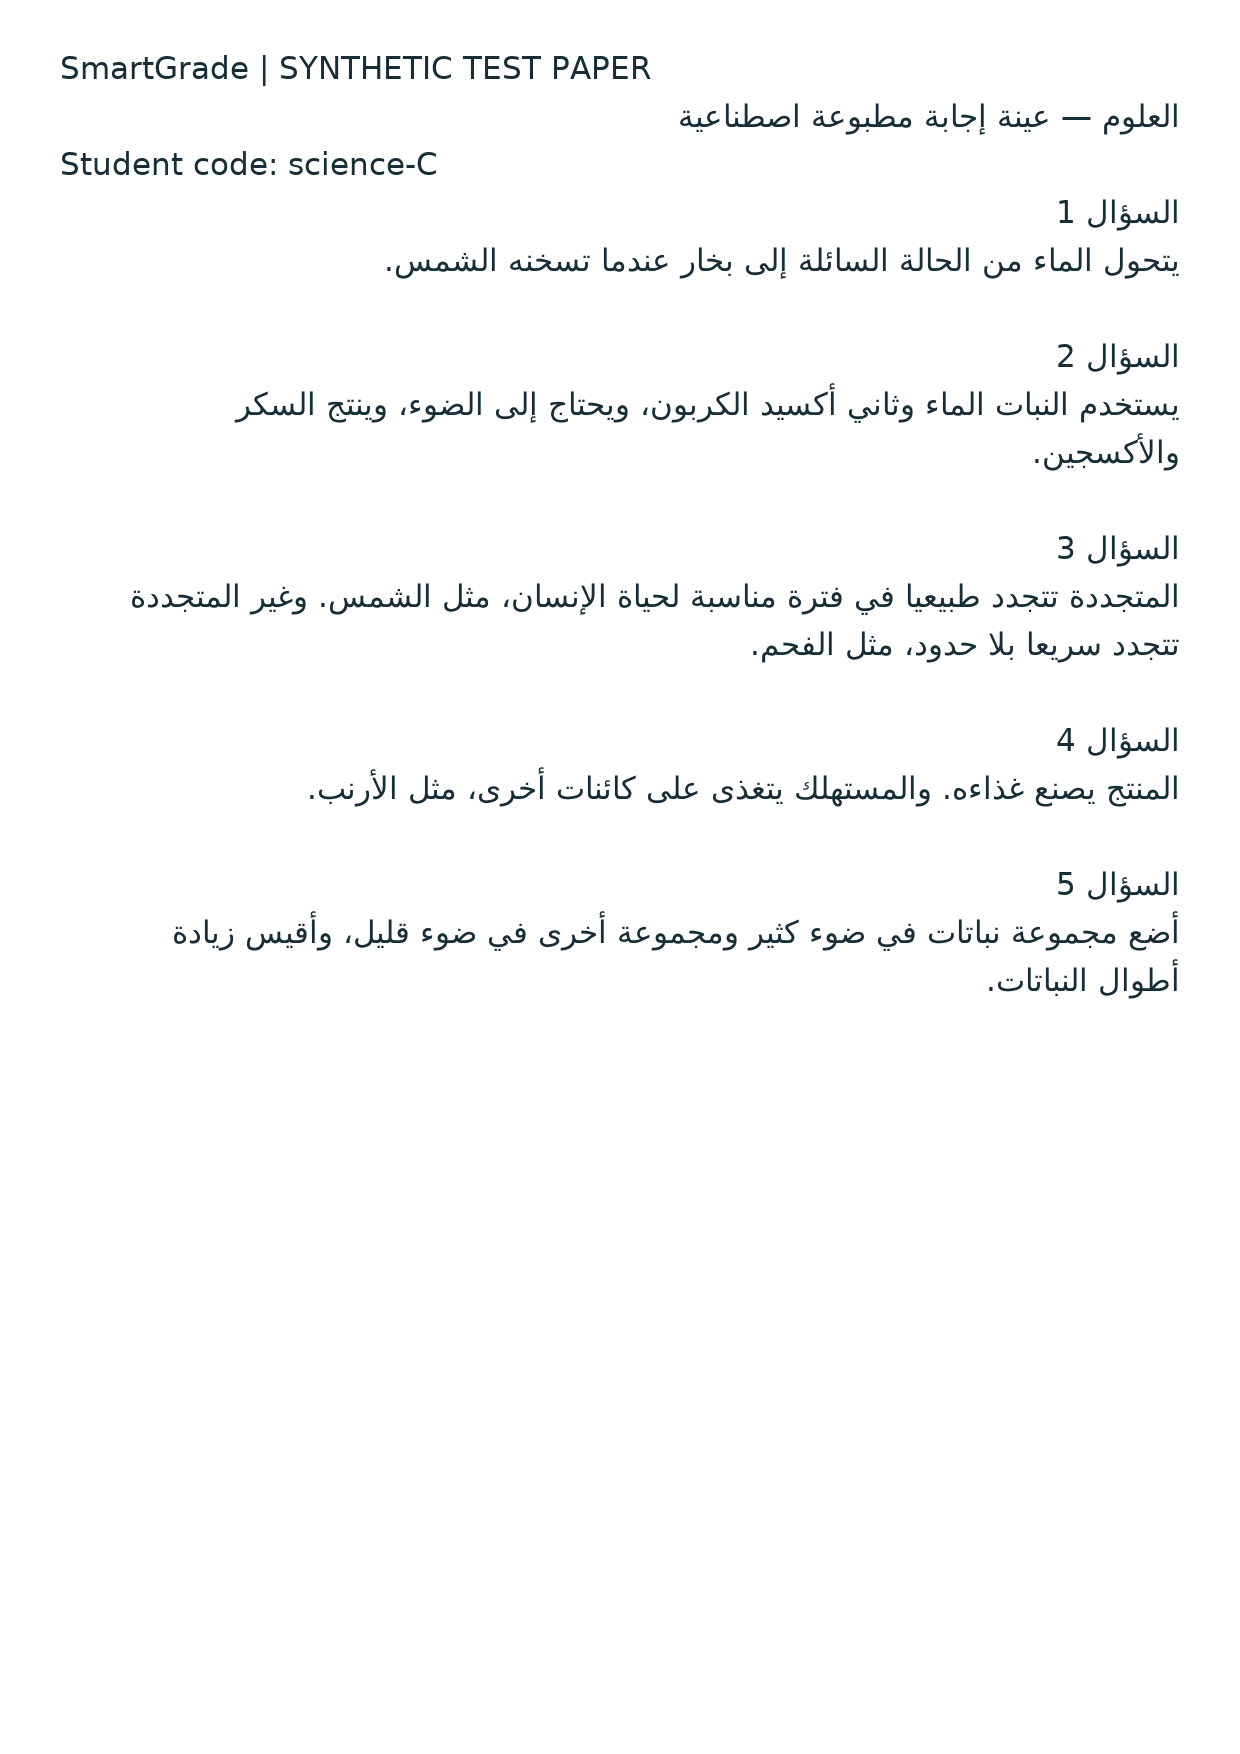 SmartGrade | SYNTHETIC TEST PAPER
العلوم — عينة إجابة مطبوعة اصطناعية
Student code: science-C
السؤال 1
يتحول الماء من الحالة السائلة إلى بخار عندما تسخنه الشمس.
السؤال 2
يستخدم النبات الماء وثاني أكسيد الكربون، ويحتاج إلى الضوء، وينتج السكر
والأكسجين.
السؤال 3
المتجددة تتجدد طبيعيا في فترة مناسبة لحياة الإنسان، مثل الشمس. وغير المتجددة
تتجدد سريعا بلا حدود، مثل الفحم.
السؤال 4
المنتج يصنع غذاءه. والمستهلك يتغذى على كائنات أخرى، مثل الأرنب.
السؤال 5
أضع مجموعة نباتات في ضوء كثير ومجموعة أخرى في ضوء قليل، وأقيس زيادة
أطوال النباتات.